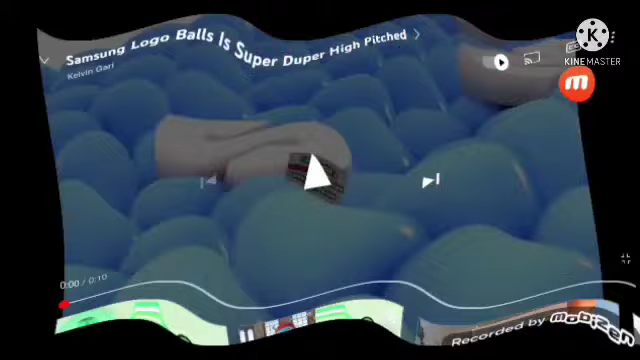 Samsung Logo Balls Is Super Duper High Pitched
Kelvin Gari
K
KINEMASTER
m
0:00 / 0:10
Recorded by mobizen